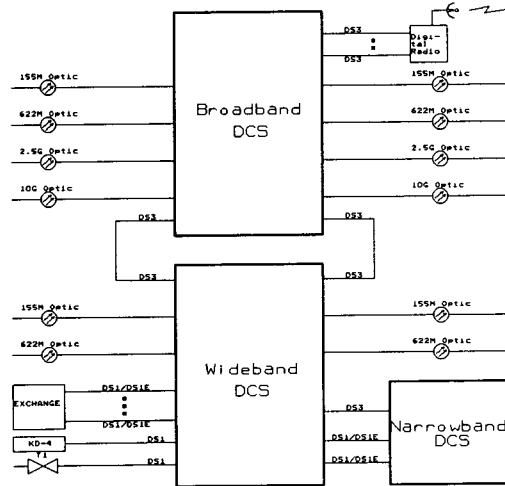 DS3
Digi-
tal
Radio
DS3
155M Optic
155M Optic
Broadband
DCS
622M Optic
622M Optic
2.5G Optic
2.5G Optic
10G Optic
10G Optic
DS3
DS3
DS3
DS3
155M Optic
155M Optic
622M Optic
622M Optic
Wideband
DCS
DS1/DS1E
EXCHANGE
DS1/DS1E
DS3
Narrowband
DCS
KD-4
DS1
DS1/DS1E
T1
DS1
DS1/DS1E